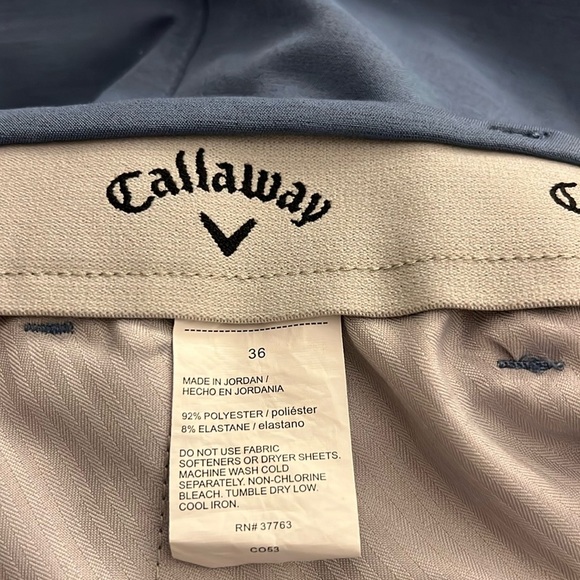 Callaway
36
MADE IN JORDAN /
HECHO EN JORDANIA
92% POLYESTER / poliéster
8% ELASTANE / elastano
DO NOT USE FABRIC
SOFTENERS OR DRYER SHEETS.
MACHINE WASH COLD
SEPARATELY. NON-CHLORINE
BLEACH. TUMBLE DRY LOW.
COOL IRON.
RN# 37763
CO53